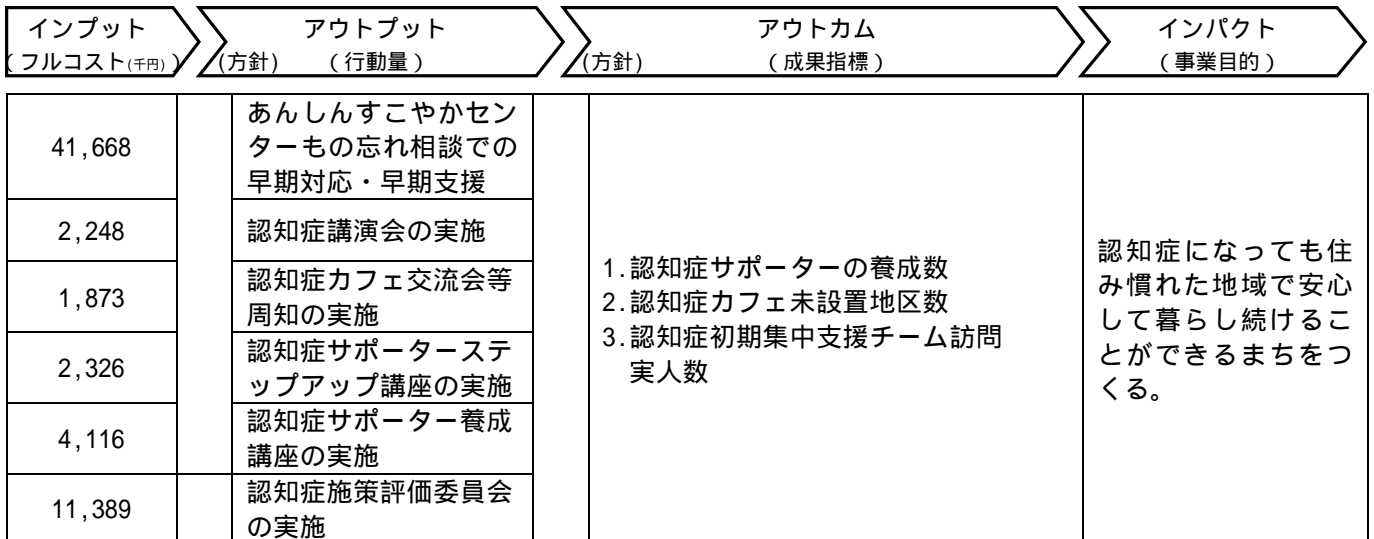 インプット
(フルコスト(千円))
アウトプット
(方針) (行動量)
アウトカム
(方針) (成果指標)
インパクト
(事業目的)
41,668
あんしんすこやかセン
ターもの忘れ相談での
早期対応・早期支援
2,248
認知症講演会の実施
1,873
認知症カフェ交流会等
周知の実施
2,326
認知症サポーターステ
ップアップ講座の実施
4,116
認知症サポーター養成
講座の実施
11,389
認知症施策評価委員会
の実施
1.認知症サポーターの養成数
2.認知症カフェ未設置地区数
3.認知症初期集中支援チーム訪問
実人数
認知症になっても住
み慣れた地域で安心
して暮らし続けるこ
とができるまちをつ
くる。